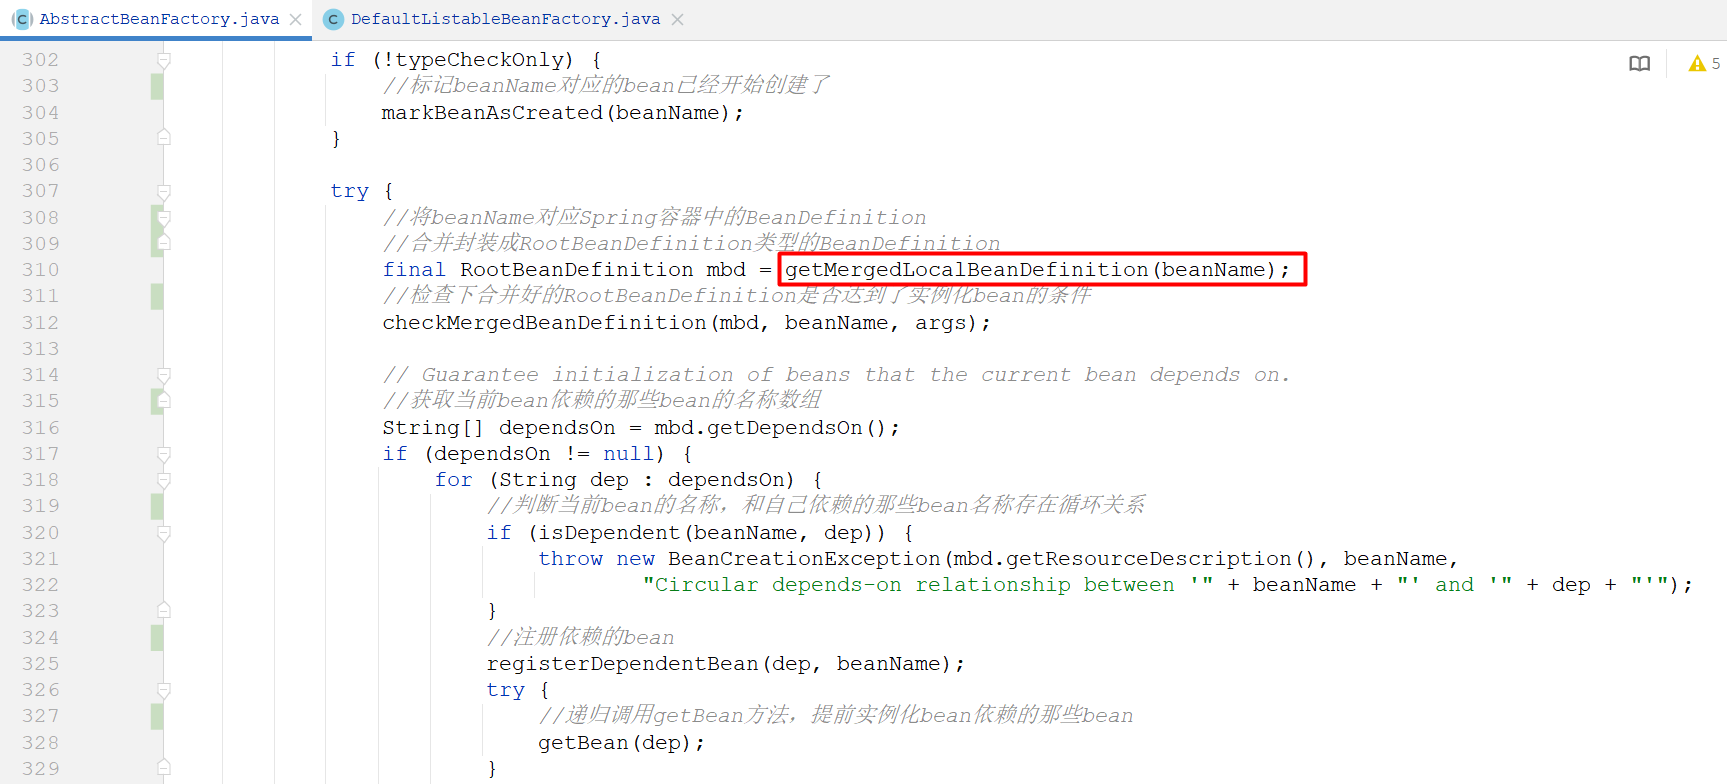 AbstractBeanFactory.java
DefaultListableBeanFactory.java
5
302 if (!typeCheckOnly) {
303 //标记beanName对应的bean已经开始创建了
304 markBeanAsCreated(beanName);
305 }
306
307 try {
308 //将beanName对应Spring容器中的BeanDefinition
309 //合并封装成RootBeanDefinition类型的BeanDefinition
310 final RootBeanDefinition mbd = getMergedLocalBeanDefinition(beanName);
311 //检查下合并好的RootBeanDefinition是否达到了实例化bean的条件
312 checkMergedBeanDefinition(mbd, beanName, args);
313
314 // Guarantee initialization of beans that the current bean depends on.
315 //获取当前bean依赖的那些bean的名称数组
316 String[] dependsOn = mbd.getDependsOn();
317 if (dependsOn != null) {
318 for (String dep : dependsOn) {
319 //判断当前bean的名称，和自己依赖的那些bean名称存在循环关系
320 if (isDependent(beanName, dep)) {
321 throw new BeanCreationException(mbd.getResourceDescription(), beanName,
322 "Circular depends-on relationship between '" + beanName + "' and '" + dep + "'");
323 }
324 //注册依赖的bean
325 registerDependentBean(dep, beanName);
326 try {
327 //递归调用getBean方法，提前实例化bean依赖的那些bean
328 getBean(dep);
329 }